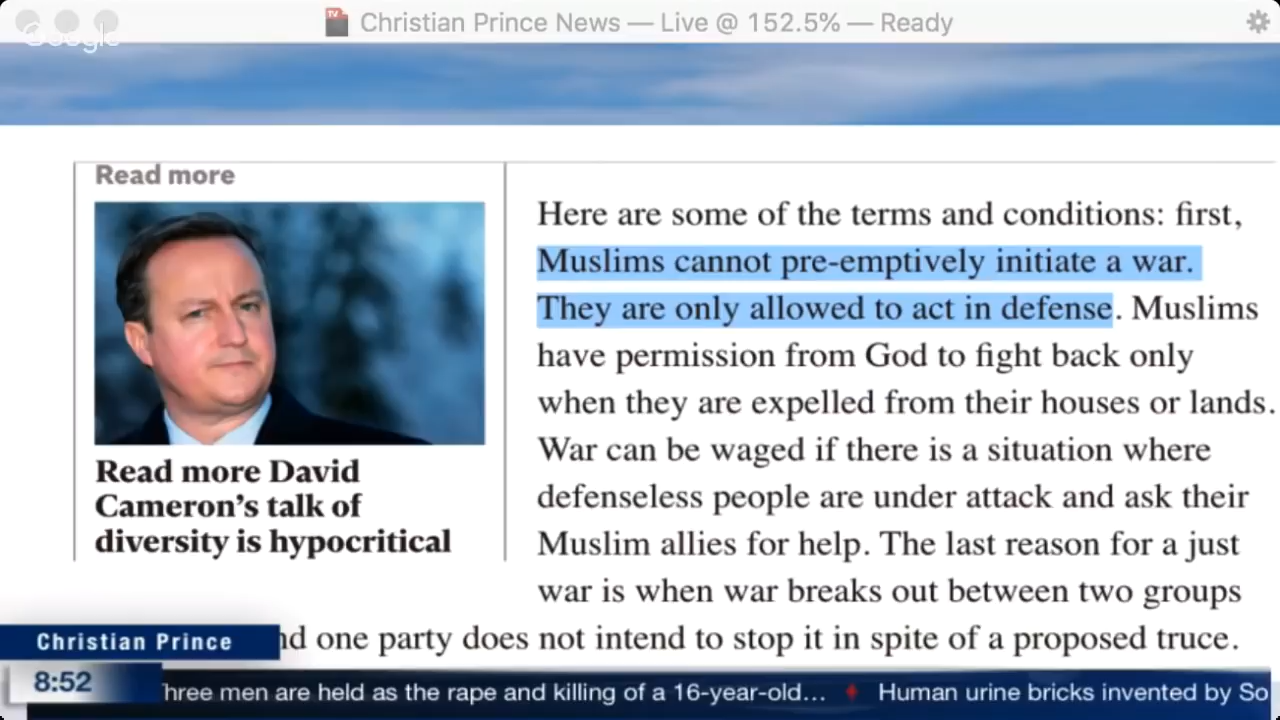 Christian Prince News — Live @ 152.5% — Ready
Google
Read more
Read more David
Cameron's talk of
diversity is hypocritical
Here are some of the terms and conditions: first,
Muslims cannot pre-emptively initiate a war.
They are only allowed to act in defense. Muslims
have permission from God to fight back only
when they are expelled from their houses or lands.
War can be waged if there is a situation where
defenseless people are under attack and ask their
Muslim allies for help. The last reason for a just
war is when war breaks out between two groups
nd one party does not intend to stop it in spite of a proposed truce.
Christian Prince
8:52
hree men are held as the rape and killing of a 16-year-old... ♦ Human urine bricks invented by So